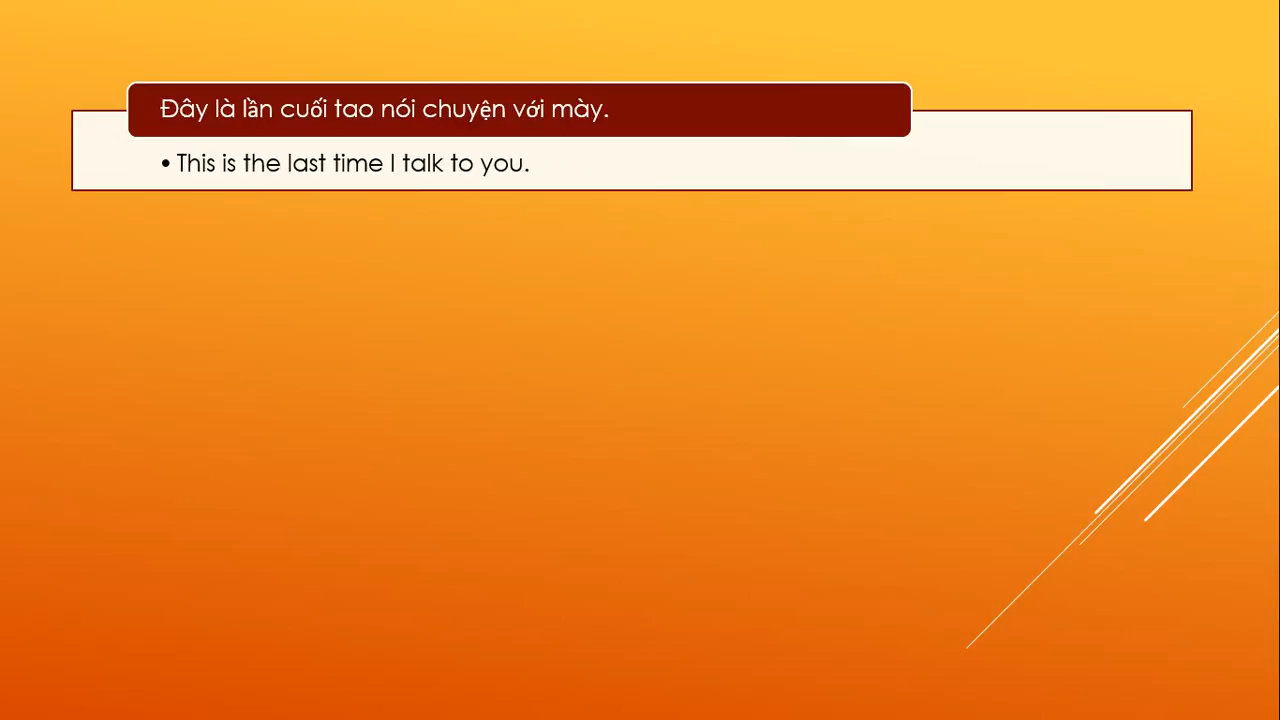 Đây là lần cuối tao nói chuyện với mày.
• This is the last time I talk to you.